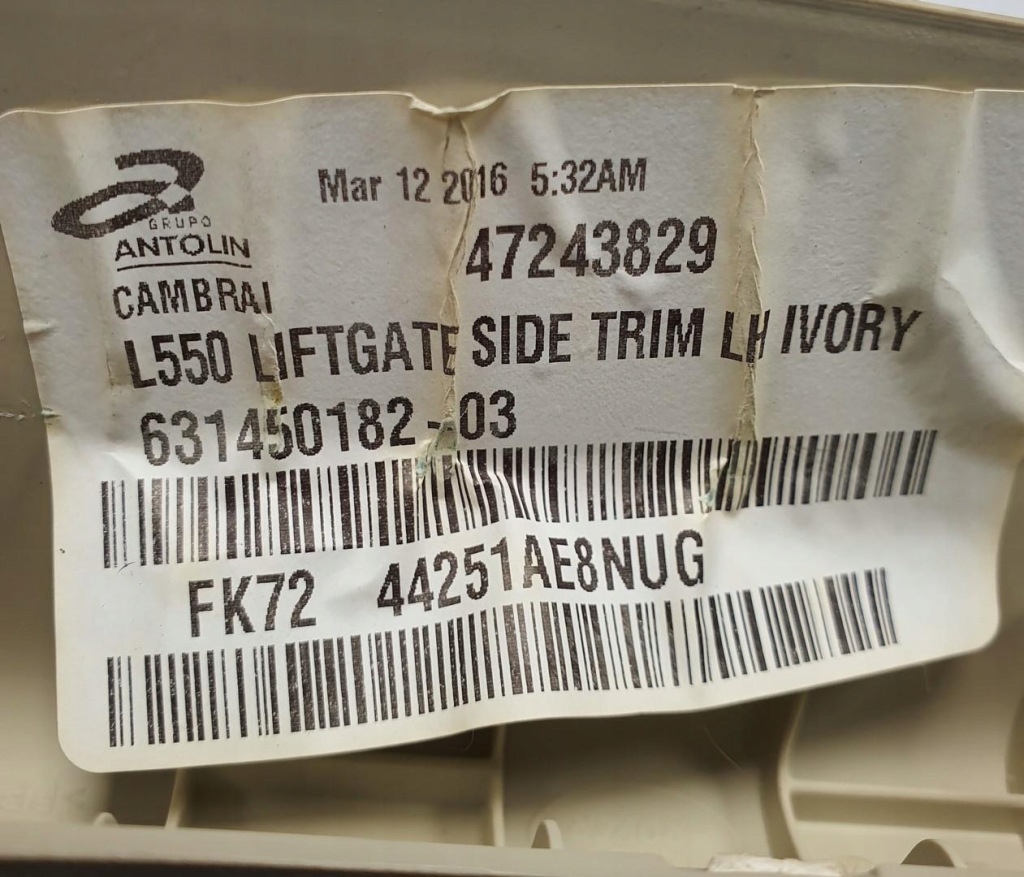 Mar 12 2016 5:32AM
GRUPO
ANTOLIN
47243829
CAMBRAI
L550 LIFTGATE SIDE TRIM LH IVORY
631450182-03
FK72 44251AE8NUG